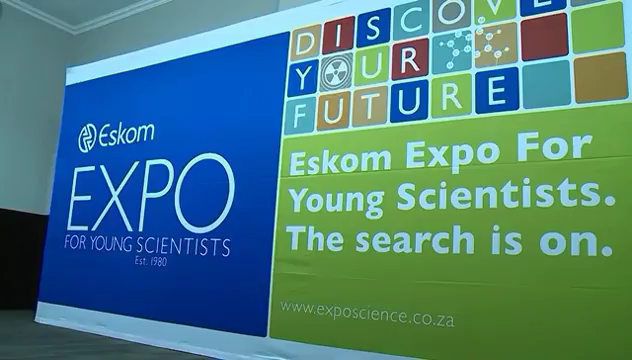 Eskom
EXPO
FOR YOUNG SCIENTISTS
Est. 1980
DISCOVE
YOUR
FUTURE
Eskom Expo For
Young Scientists.
The search is on.
www.exposcience.co.za